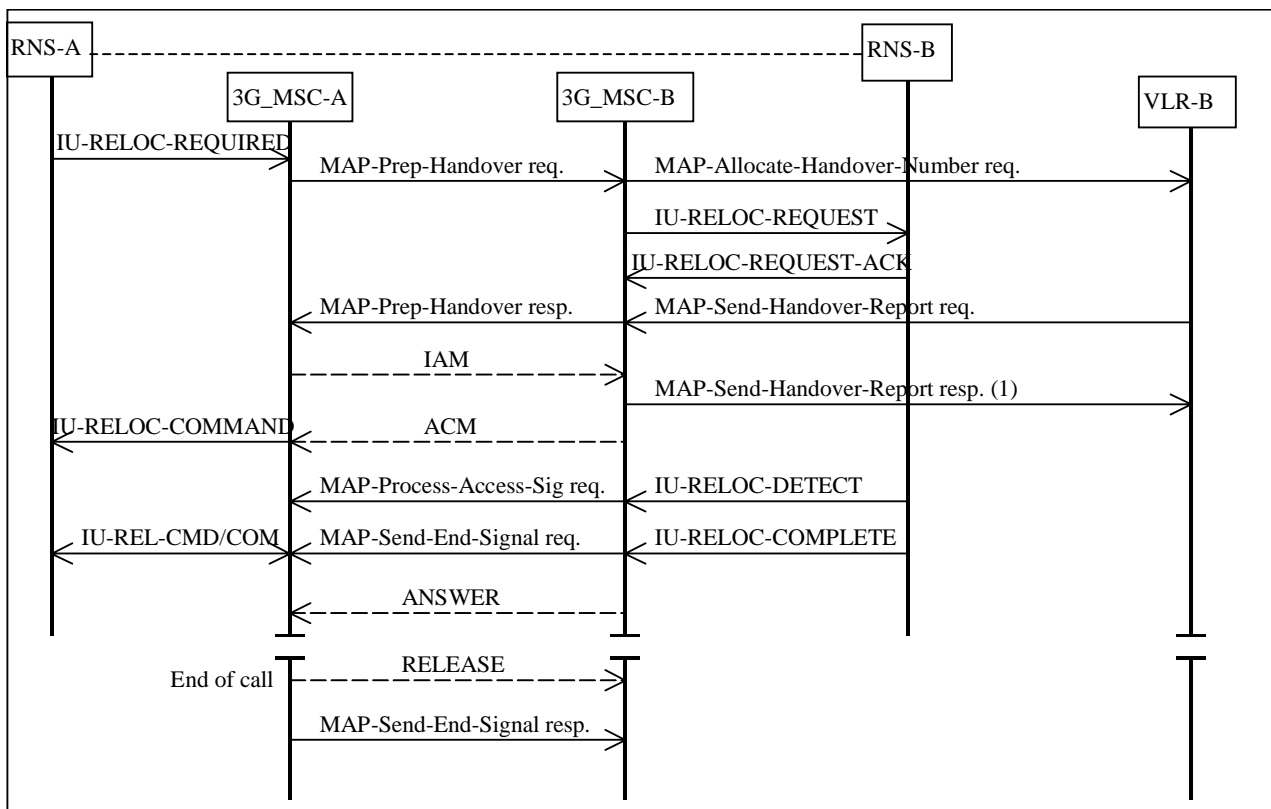 RNS-A
RNS-B
3G_MSC-A
3G_MSC-B
VLR-B
IU-RELOC-REQUIRED
MAP-Prep-Handover req.
MAP-Allocate-Handover-Number req.
IU-RELOC-REQUEST
IU-RELOC-REQUEST-ACK
MAP-Prep-Handover resp.
MAP-Send-Handover-Report req.
IAM
MAP-Send-Handover-Report resp. (1)
IU-RELOC-COMMAND
ACM
MAP-Process-Access-Sig req.
IU-RELOC-DETECT
IU-REL-CMD/COM
MAP-Send-End-Signal req.
IU-RELOC-COMPLETE
ANSWER
RELEASE
End of call
MAP-Send-End-Signal resp.